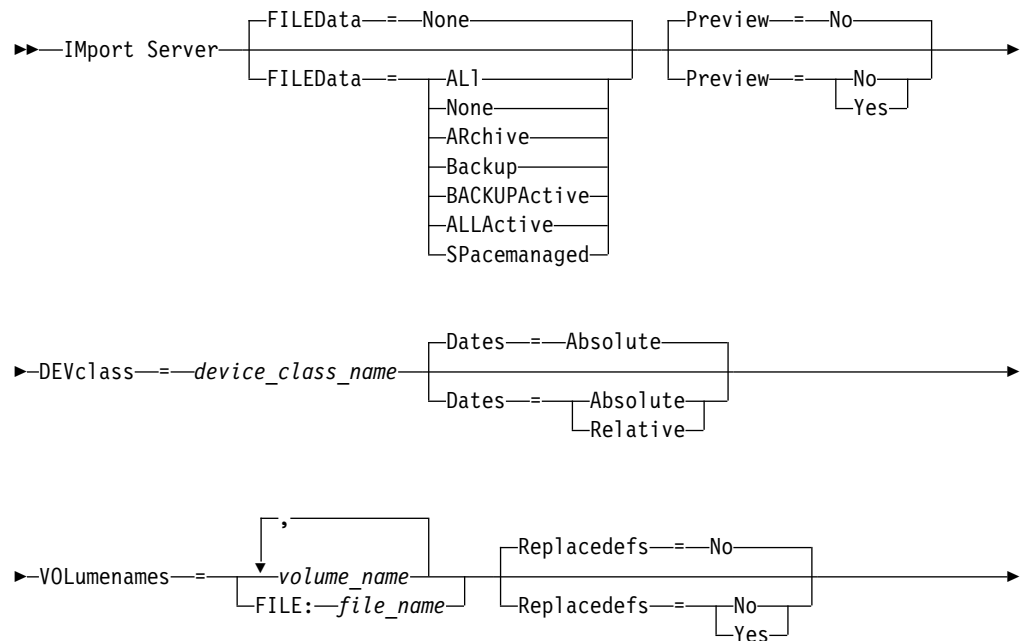 FILEData = None Preview = No
IMport Server
FILEData = ALl Preview = No
None Yes
ARchive
Backup
BACKUPActive
ALLActive
SPacemanaged
Dates = Absolute
DEVclass = device_class_name
Dates = Absolute
Relative
,
Replacedefs = No
VOLumenames = volume_name
FILE: file_name Replacedefs = No
Yes